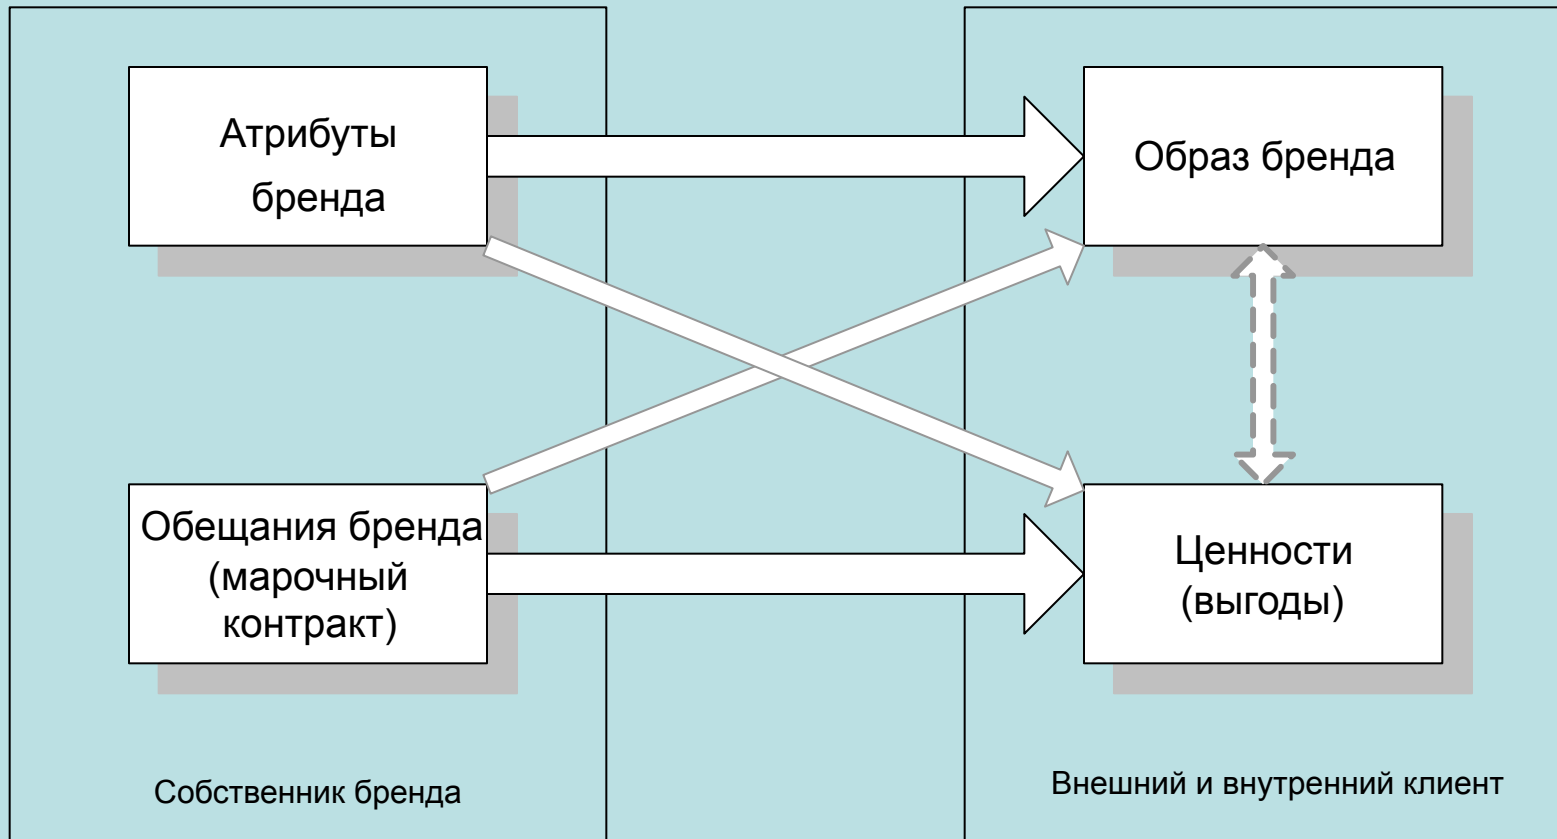 Атрибуты
бренда
Образ бренда
Обещания бренда
(марочный
контракт)
Ценности
(выгоды)
Собственник бренда
Внешний и внутренний клиент